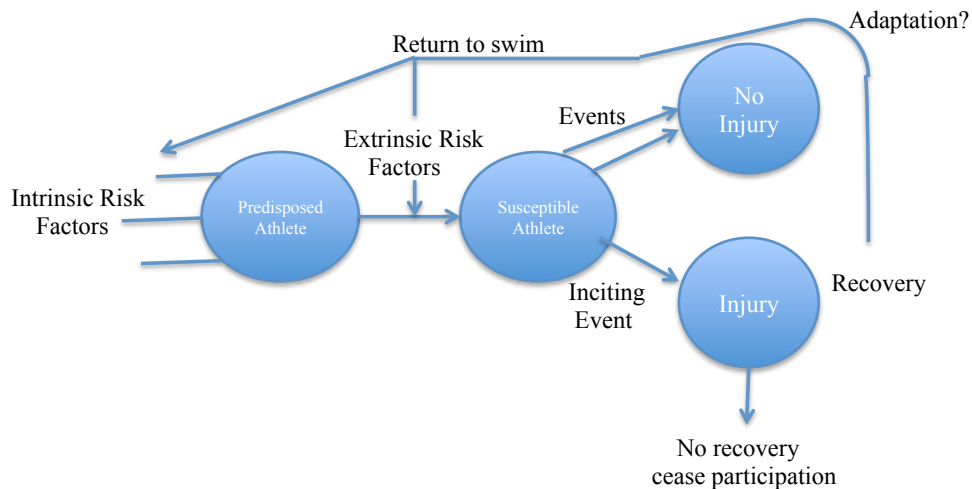 Adaptation?
Return to swim
Events
No
Injury
Extrinsic Risk
Factors
Intrinsic Risk
Factors
Predisposed
Athlete
Susceptible
Athlete
Inciting
Event
Injury
Recovery
No recovery
cease participation